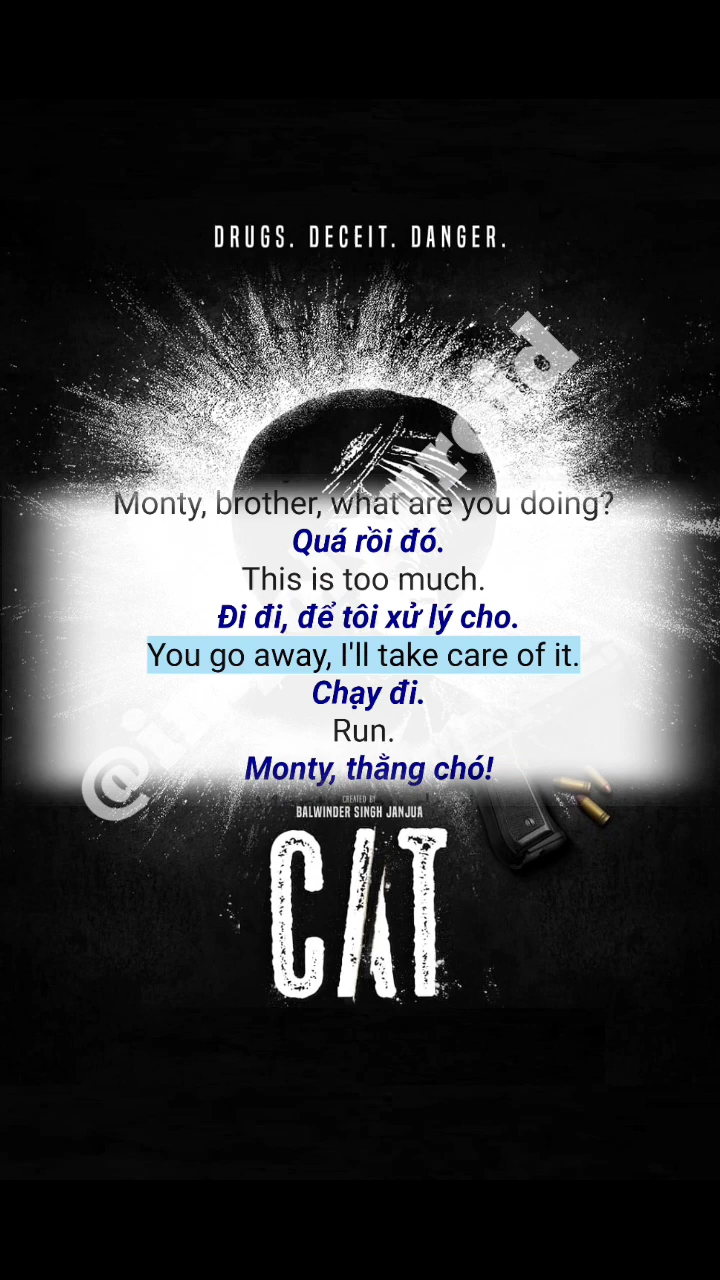 DRUGS. DECEIT. DANGER.
Monty, brother, what are you doing?
Quá rồi đó.
This is too much.
Đi đi, để tôi xử lý cho.
You go away, I'll take care of it.
Chạy đi.
Run.
Monty, thằng chó!
CREATED BY
BALWINDER SINGH JANJUA
CAT